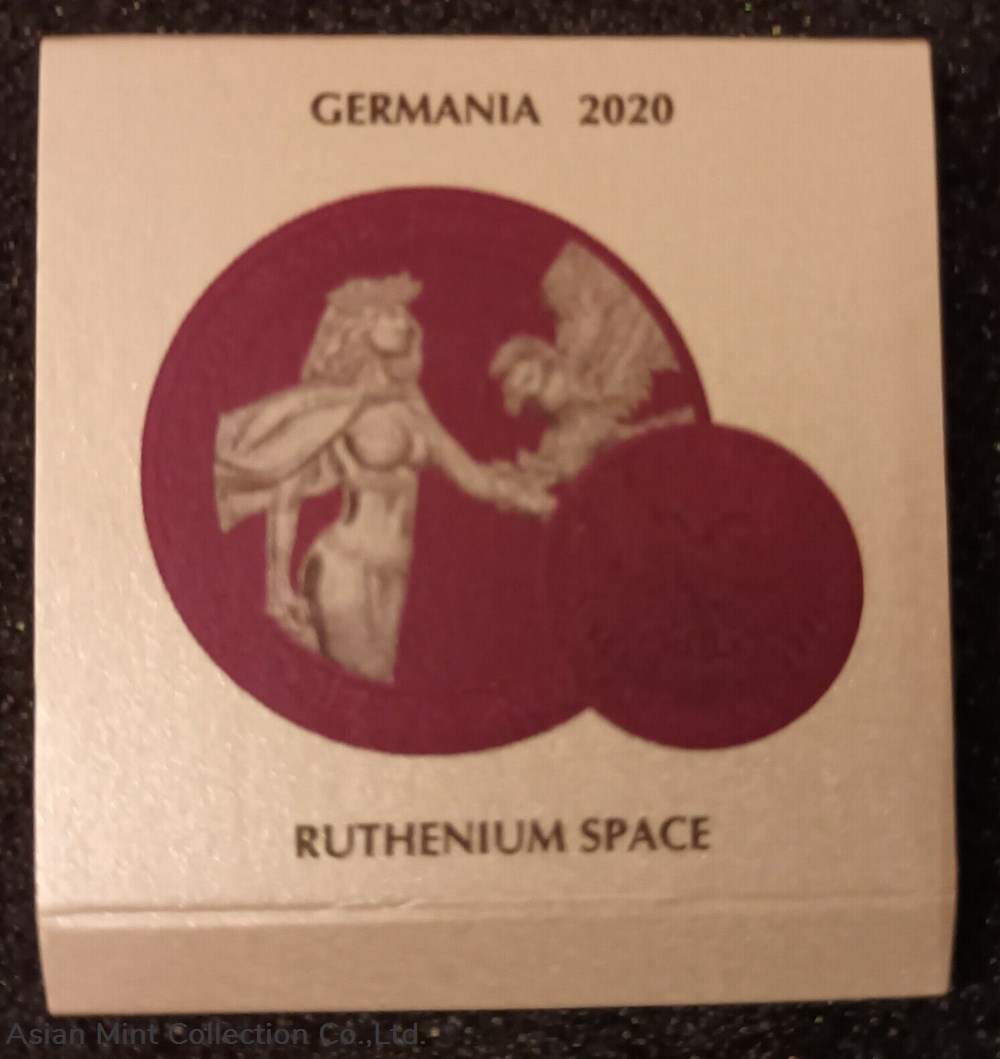 GERMANIA 2020
RUTHENIUM SPACE
Asian Mint Collection Co.,Ltd.